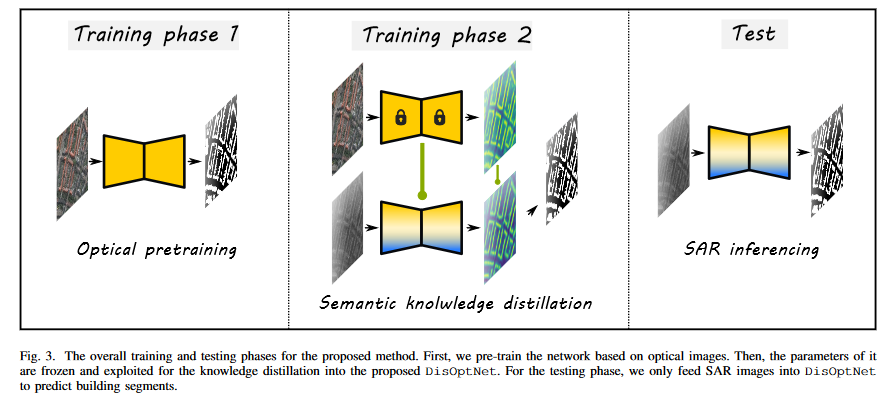 Training phase 1
Training phase 2
Test
Optical pretraining
Semantic knolwledge distillation
SAR inferencing
Fig. 3. The overall training and testing phases for the proposed method. First, we pre-train the network based on optical images. Then, the parameters of it
are frozen and exploited for the knowledge distillation into the proposed DisOptNet. For the testing phase, we only feed SAR images into DisOptNet
to predict building segments.